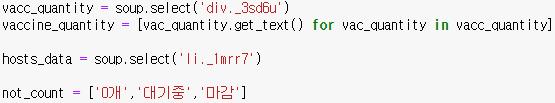 vacc_quantity = soup.select('div._3sd6u')
vaccine_quantity = [vac_quantity.get_text() for vac_quantity in vacc_quantity]
hosts_data = soup.select('li._1mrr7')
not_count = ['0개','대기중','마감']